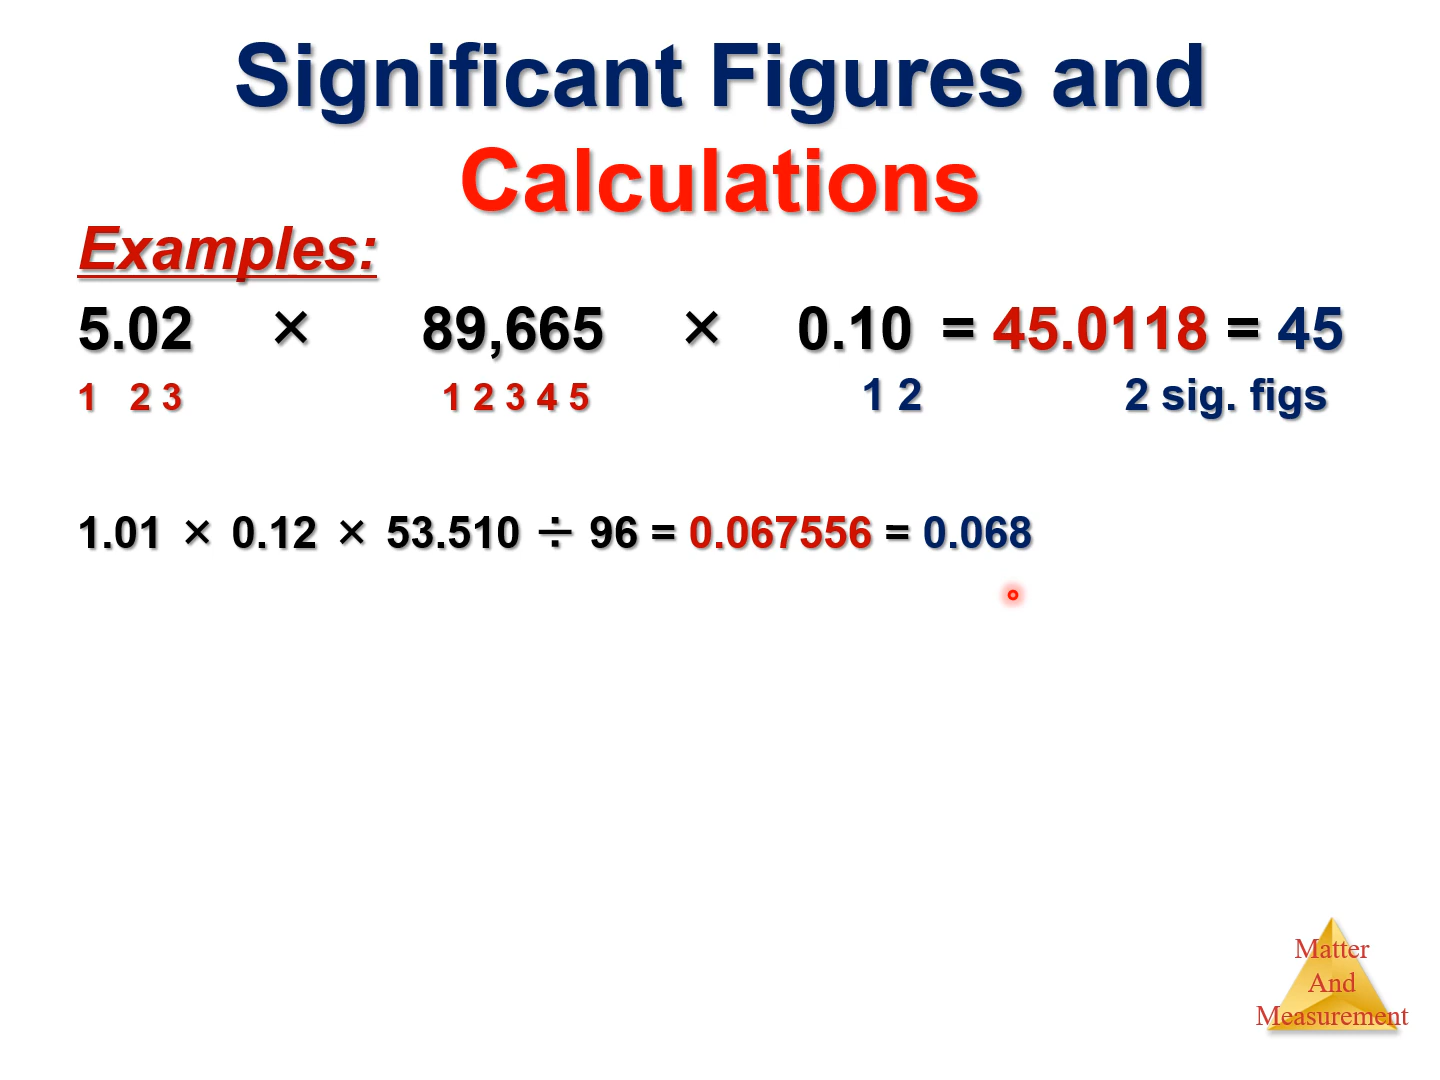 Significant Figures and
Calculations
Examples:
5.02 × 89,665 × 0.10 = 45.0118 = 45
1 2 3 1 2 3 4 5 1 2 2 sig. figs
1.01 × 0.12 × 53.510 ÷ 96 = 0.067556 = 0.068
Matter
And
Measurement